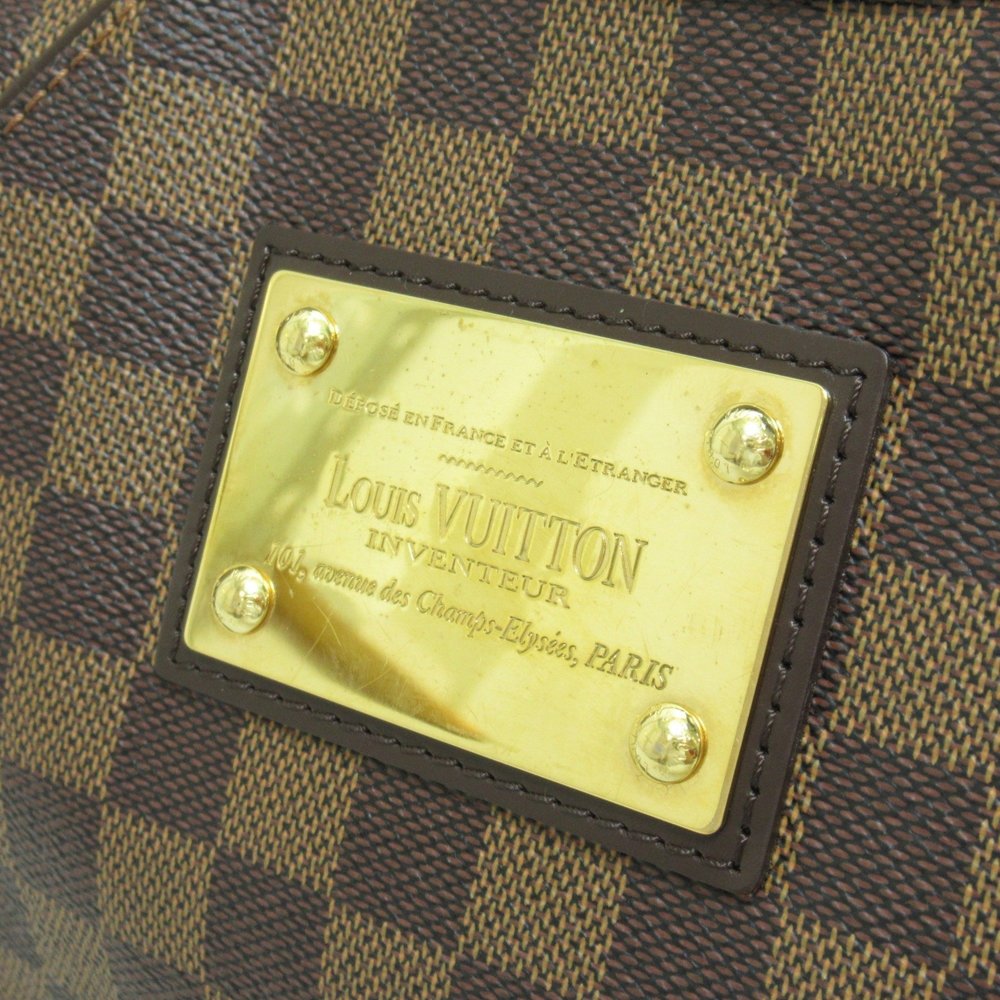 DÉPOSÉ EN FRANCE ET À L'ETRANGER
LOUIS VUITTON
INVENTEUR
101, avenue des Champs-Elysées, PARIS